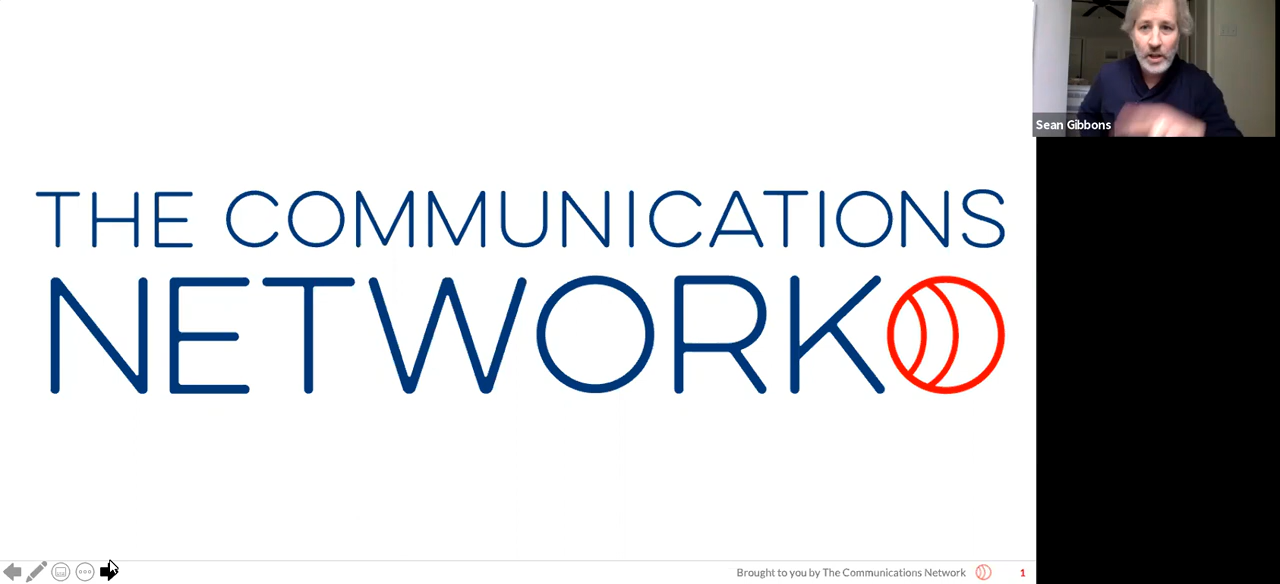 Sean Gibbons
THE COMMUNICATIONS
NETWORK
Brought to you by The Communications Network
1